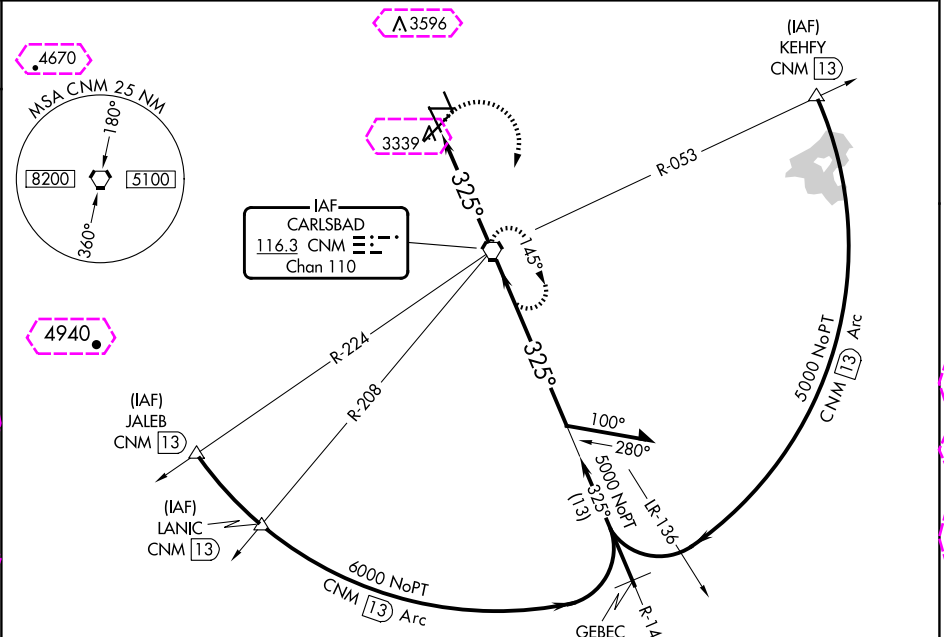 3596
4670
MSA CNM 25 NM
180°
8200
5100
360°
3339
(IAF)
KEHFY
CNM 13
R-053
325°
IAF
CARLSBAD
116.3 CNM
Chan 110
145°
4940
R-224
R-208
325°
5000 NoPT
CNM 13 Arc
(IAF)
JALEB
CNM 13
100°
280°
5000 NoPT
325°
(13)
LR-136
(IAF)
LANIC
CNM 13
6000 NoPT
CNM 13 Arc
GEBEC
R-14